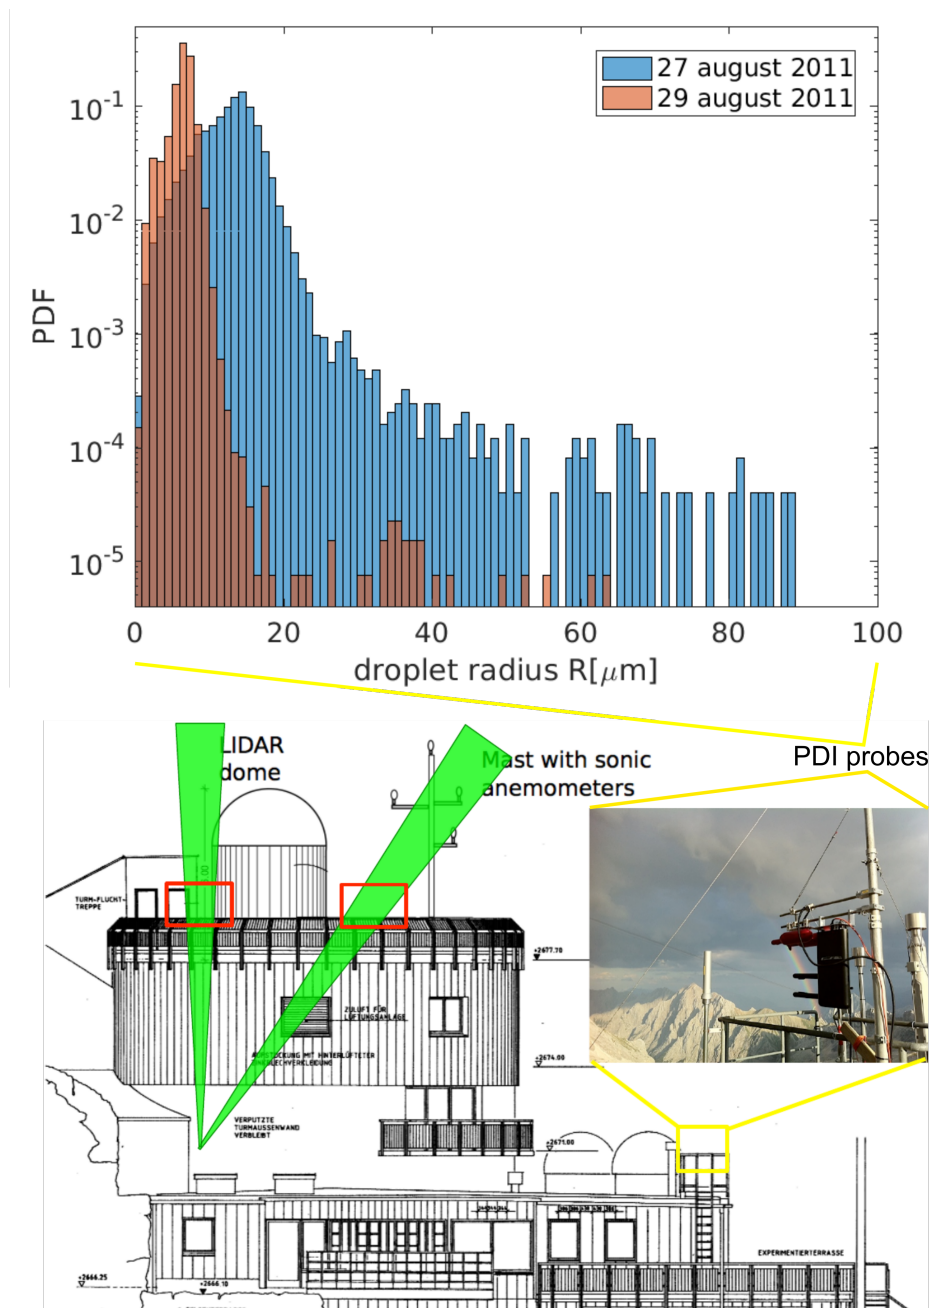 27 august 2011
29 august 2011
10-1
10-2
10-3
10-4
10-5
PDF
0 20 40 60 80 100
droplet radius R[μm]
PDI probes
LIDAR
dome
Mast with sonic
anemometers
TURM-FLUCHT-
TREPPE
+2677.70
ZULUFT FÜR
LÜFTUNGSANLAGE
MIT HINTERLÜFTETER
+2674.00
VERPUTZTE
TURMAUSSENWAND
VERBLEIBT
+2671.00
EXPERIMENTIERTERRASSE
+2666.25
+2666.10